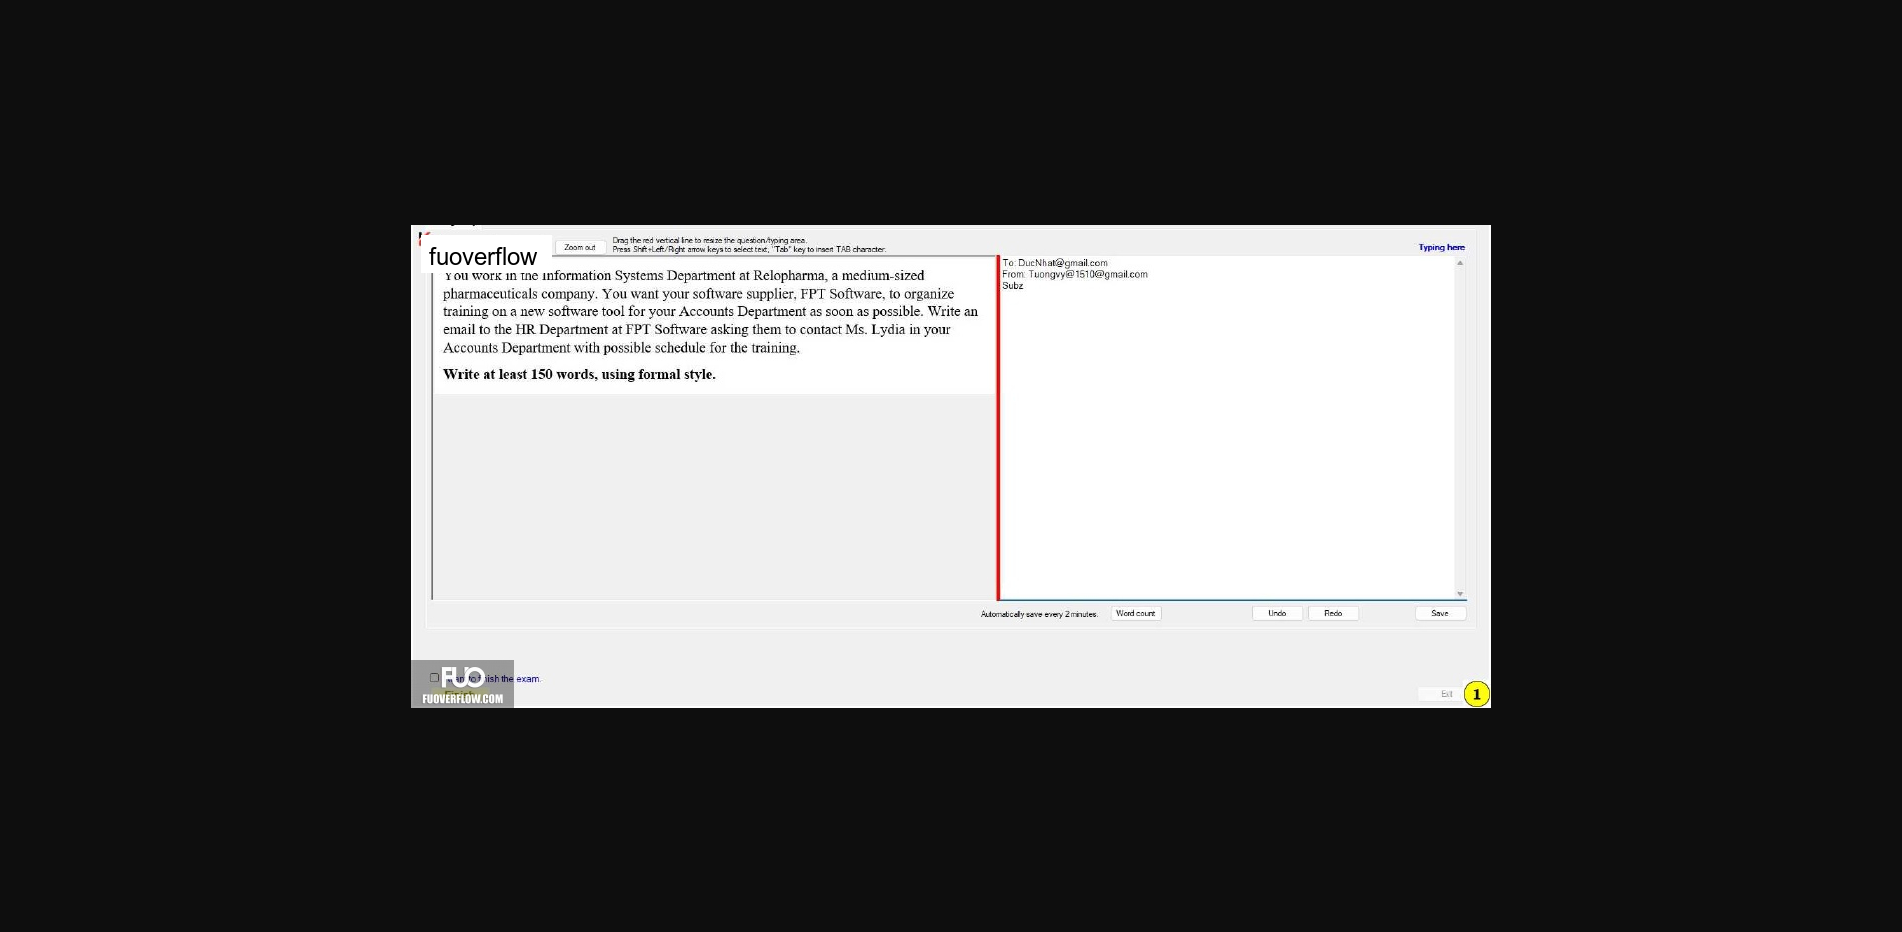 fuoverflow
Zoom out
Drag the red vertical line to resize the question/typing area.
Press Shift+Left/Right arrow keys to select text, "Tab" key to insert TAB character.
Typing here
You work in the Information Systems Department at Relopharma, a medium-sized
pharmaceuticals company. You want your software supplier, FPT Software, to organize
training on a new software tool for your Accounts Department as soon as possible. Write an
email to the HR Department at FPT Software asking them to contact Ms. Lydia in your
Accounts Department with possible schedule for the training.
Write at least 150 words, using formal style.
To: DucNhat@gmail.com
From: Tuongvy@1510@gmail.com
Subz
Automatically save every 2 minutes.
Word count
Undo
Redo
Save
FUO
the exam.
FUOVERFLOW.COM
Exit
1